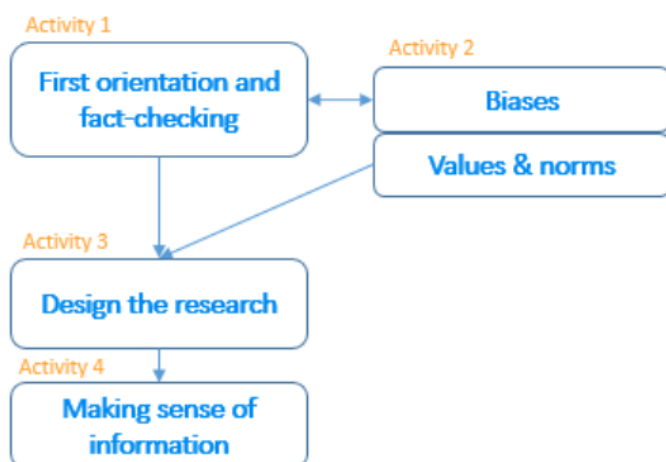 Activity 1
First orientation and
fact-checking
Activity 2
Biases
Values & norms
Activity 3
Design the research
Activity 4
Making sense of
information